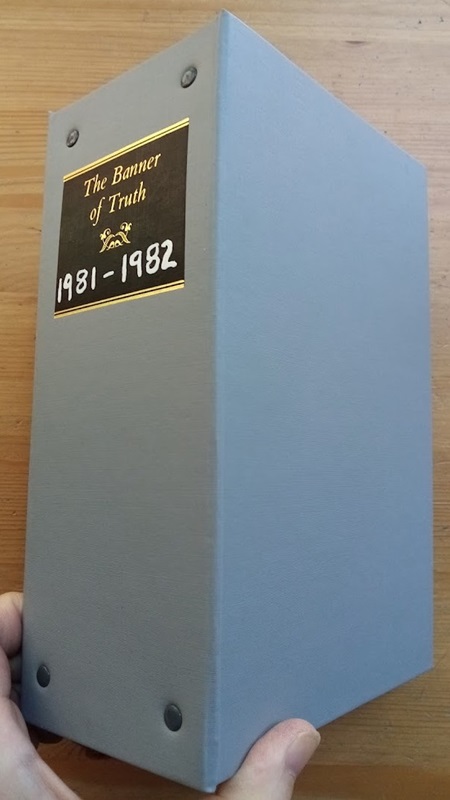 The Banner
of Truth
1981 - 1982